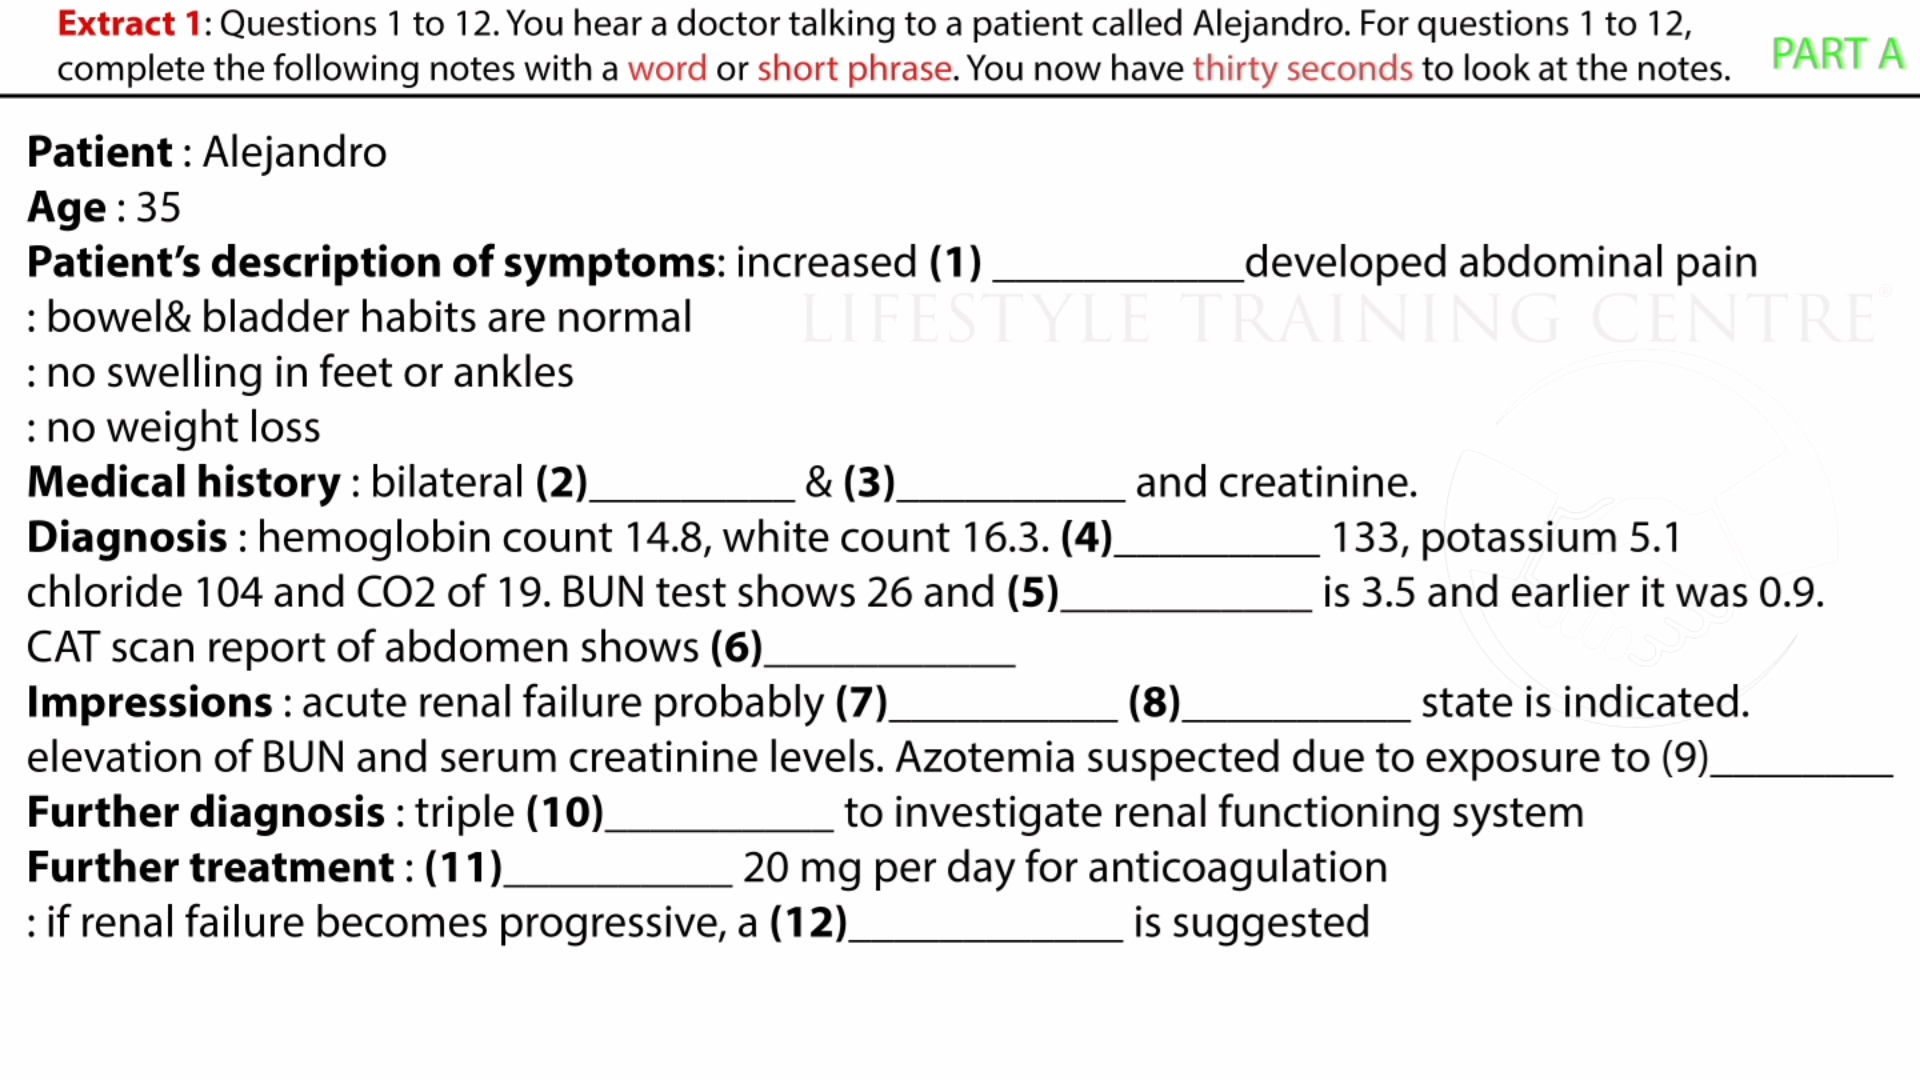 Extract 1: Questions 1 to 12. You hear a doctor talking to a patient called Alejandro. For questions 1 to 12,
complete the following notes with a word or short phrase. You now have thirty seconds to look at the notes.
PART A
Patient : Alejandro
Age : 35
Patient’s description of symptoms: increased (1) ___________developed abdominal pain
: bowel& bladder habits are normal
LIFESTYLE TRAINING CENTRE®
: no swelling in feet or ankles
: no weight loss
Medical history : bilateral (2)_________ & (3)__________ and creatinine.
Diagnosis : hemoglobin count 14.8, white count 16.3. (4)_________ 133, potassium 5.1
chloride 104 and CO2 of 19. BUN test shows 26 and (5)___________ is 3.5 and earlier it was 0.9.
CAT scan report of abdomen shows (6)___________
Impressions : acute renal failure probably (7)__________ (8)__________ state is indicated.
elevation of BUN and serum creatinine levels. Azotemia suspected due to exposure to (9)________
Further diagnosis : triple (10)__________ to investigate renal functioning system
Further treatment : (11)__________ 20 mg per day for anticoagulation
: if renal failure becomes progressive, a (12)____________ is suggested